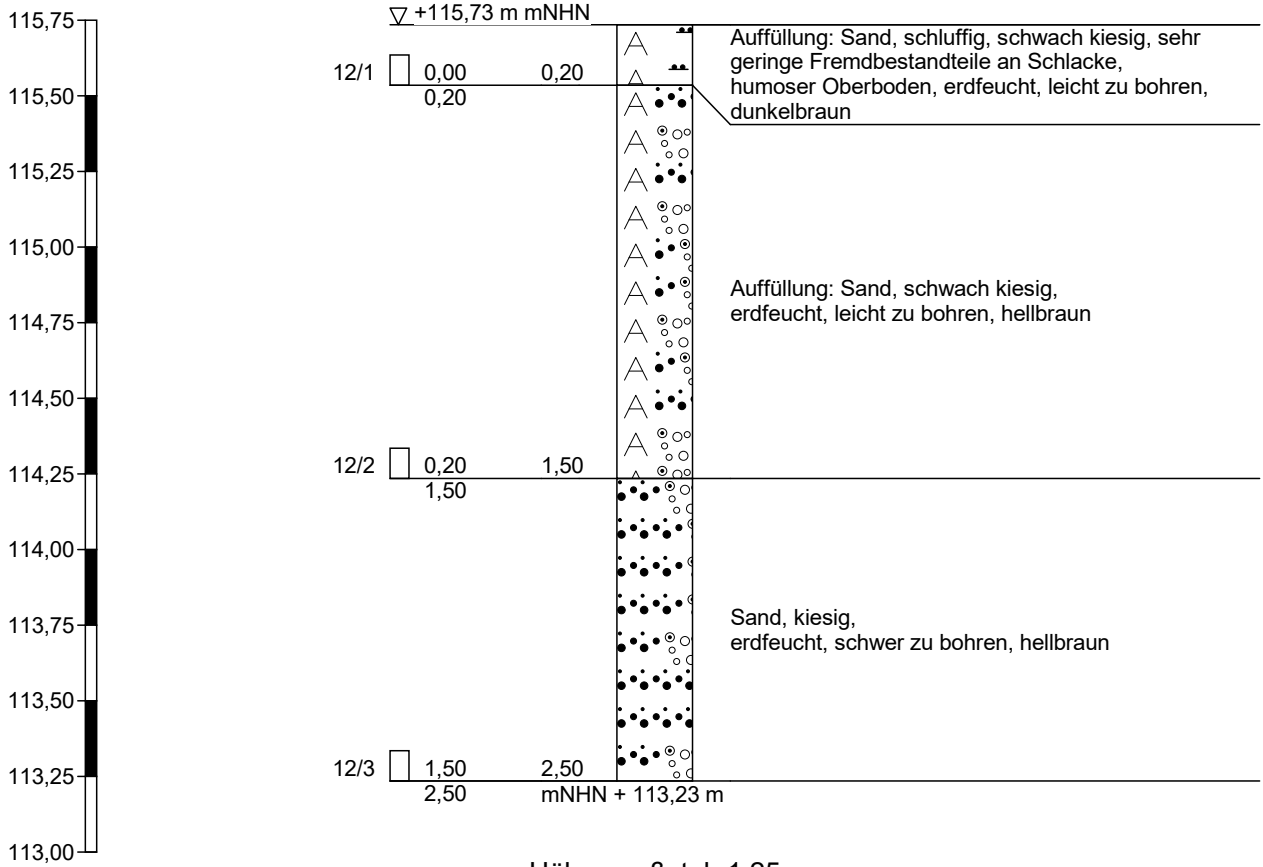 115,75
+115,73 m mNHN
Auffüllung: Sand, schluffig, schwach kiesig, sehr
geringe Fremdbestandteile an Schlacke,
humoser Oberboden, erdfeucht, leicht zu bohren,
dunkelbraun
12/1 0,00 0,20
0,20
115,50
115,25
115,00
Auffüllung: Sand, schwach kiesig,
erdfeucht, leicht zu bohren, hellbraun
114,75
114,50
12/2 0,20 1,50
1,50
114,25
114,00
113,75
Sand, kiesig,
erdfeucht, schwer zu bohren, hellbraun
113,50
12/3 1,50 2,50
2,50 mNHN + 113,23 m
113,25
113,00